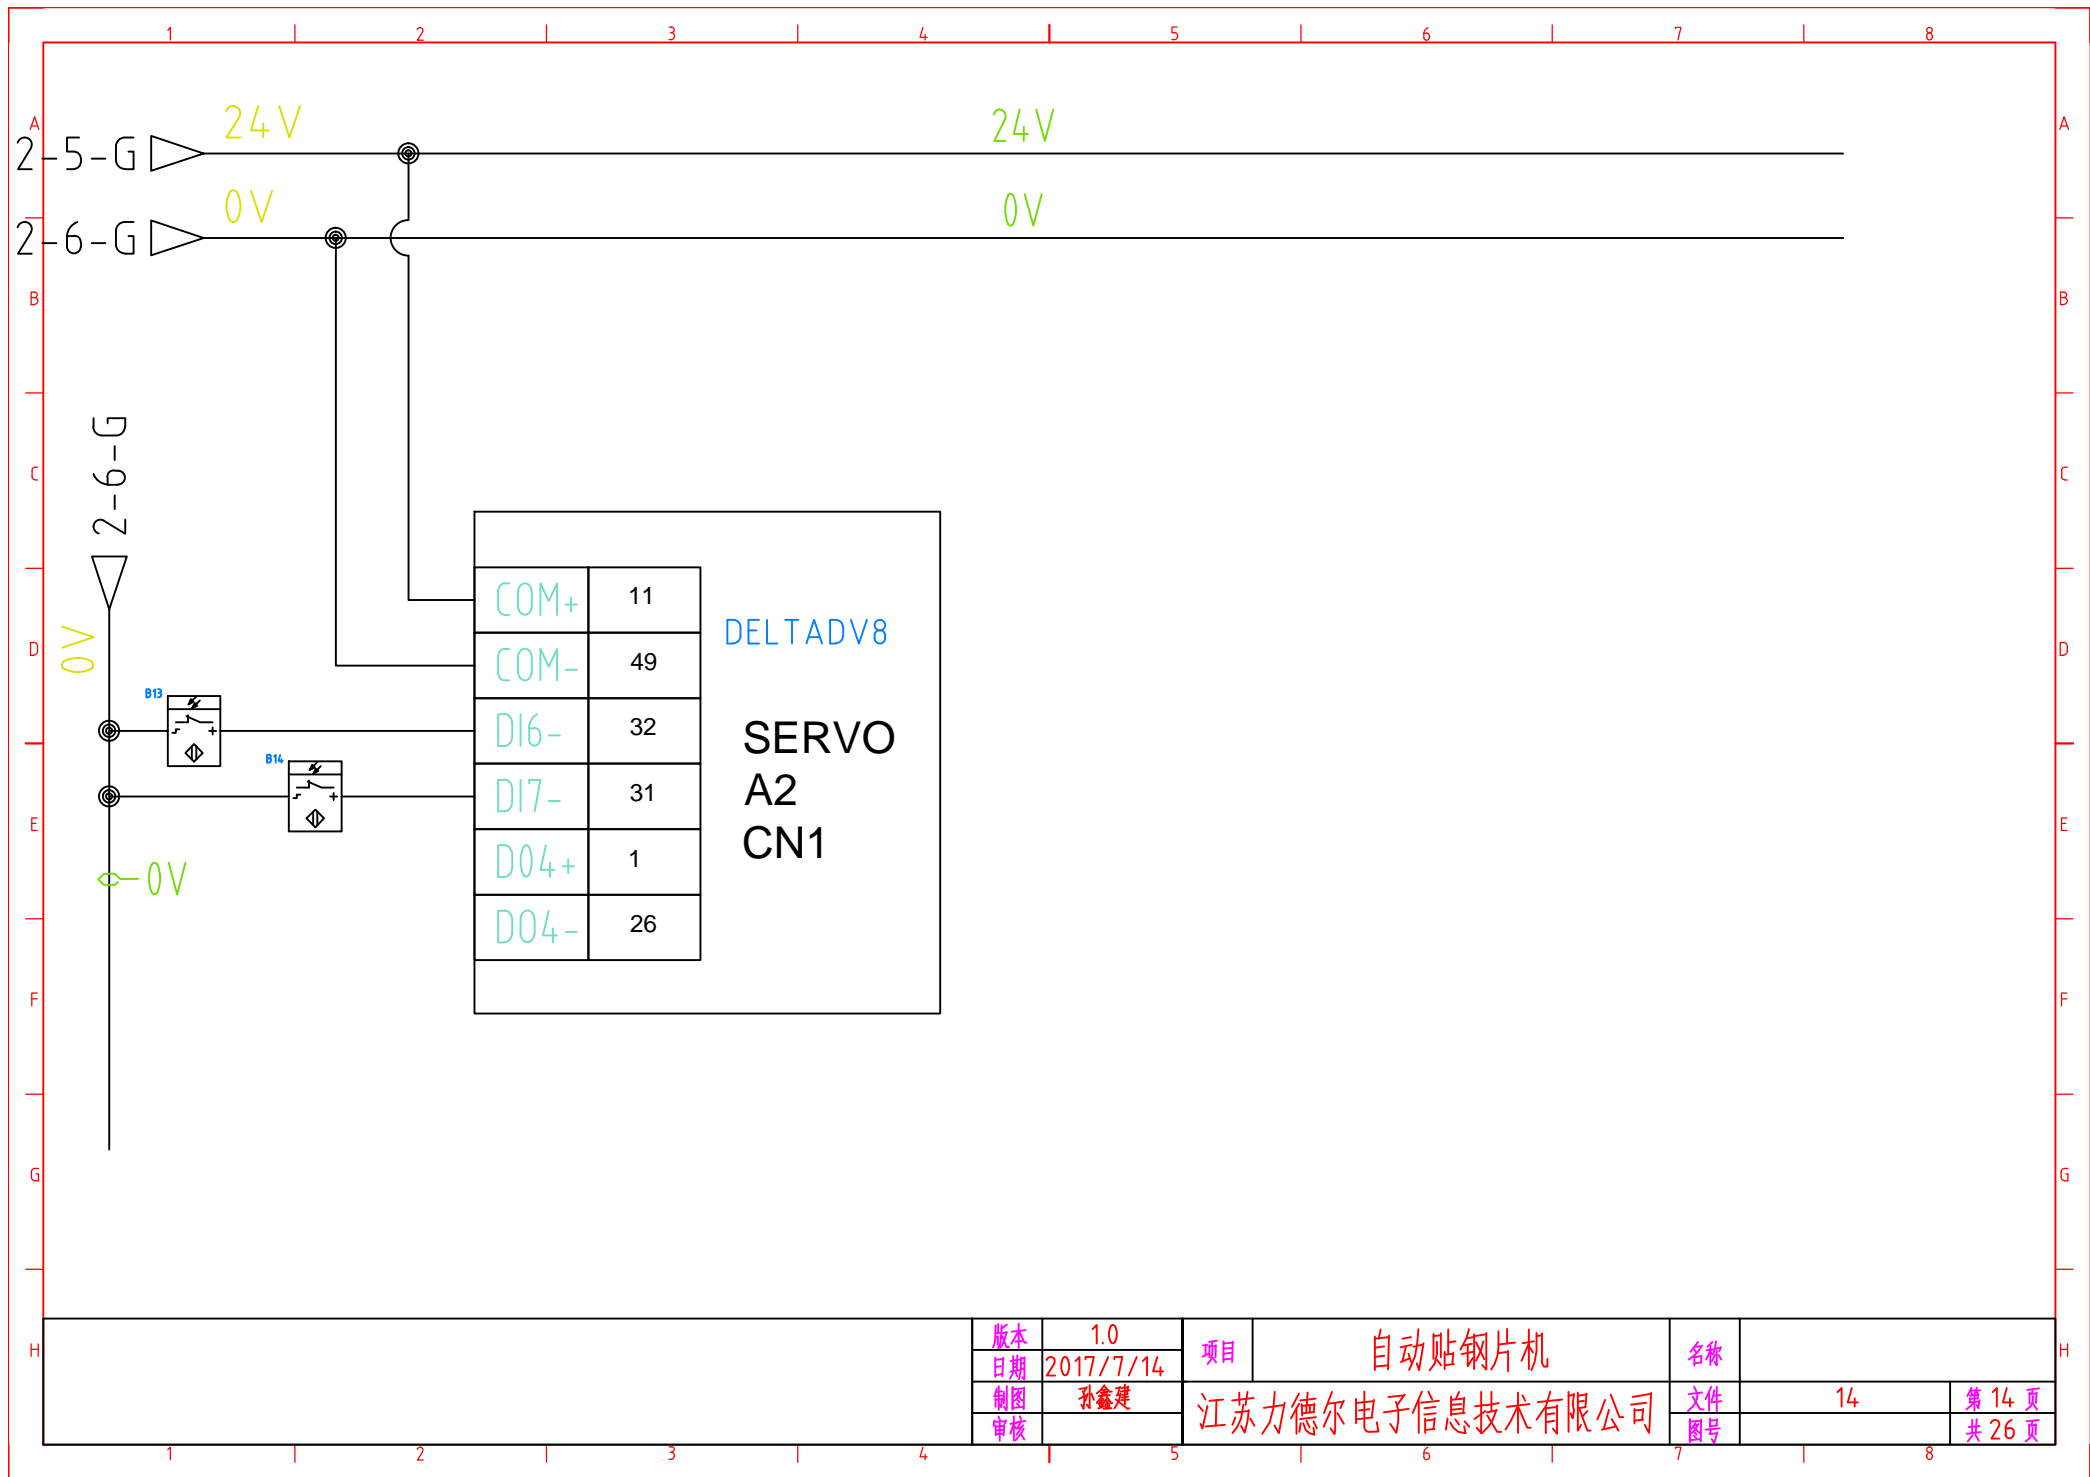 1 2 3 4 5 6 7 8
A A
24V 24V
2-5-G
0V 0V
2-6-G
B B
2-6-G
C C
COM+ 11
DELTADV8
0V
D D
COM- 49
B13
DI6- 32
SERVO
B14
DI7- 31
A2
E E
CN1
D04+ 1
0V
DO4- 26
F F
G G
H H
版本 1.0
项目 自动贴钢片机 名称
日期 2017/7/14
制图 孙鑫建
江苏力德尔电子信息技术有限公司
文件 14 第 14 页
审核
图号 共 26 页
1 2 3 4 5 6 7 8